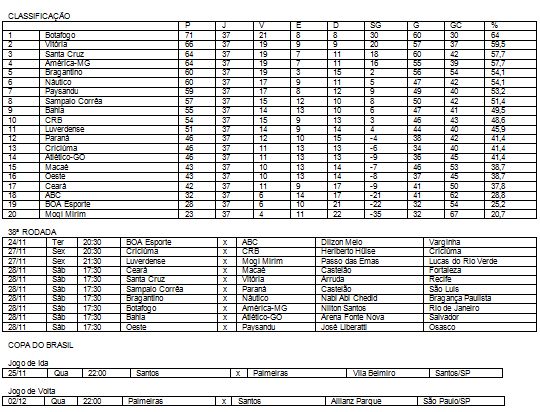 CLASSIFICAÇÃO
P J V E D SG G GC %
1 Botafogo 71 37 21 8 8 30 60 30 64
2 Vitória 66 37 19 9 9 20 57 37 59,5
3 Santa Cruz 64 37 19 7 11 18 60 42 57,7
4 América-MG 64 37 19 7 11 16 55 39 57,7
5 Bragantino 60 37 19 3 15 2 56 54 54,1
6 Náutico 60 37 17 9 11 5 47 42 54,1
7 Paysandu 59 37 17 8 12 9 49 40 53,2
8 Sampaio Corrêa 57 37 15 12 10 8 50 42 51,4
9 Bahia 55 37 14 13 10 6 47 41 49,5
10 CRB 54 37 15 9 13 3 46 43 48,6
11 Luverdense 51 37 14 9 14 4 44 40 45,9
12 Paraná 46 37 12 10 15 -4 38 42 41,4
13 Criciúma 46 37 11 13 13 -6 34 40 41,4
14 Atlético-GO 46 37 11 13 13 -9 36 45 41,4
15 Macaé 43 37 10 13 14 -7 46 53 38,7
16 Oeste 43 37 10 13 14 -8 37 45 38,7
17 Ceará 42 37 11 9 17 -9 41 50 37,8
18 ABC 32 37 6 14 17 -21 41 62 28,8
19 BOA Esporte 28 37 6 10 21 -22 32 54 25,2
20 Mogi Mirim 23 37 4 11 22 -35 32 67 20,7
38ª RODADA
24/11 Ter 20:30 BOA Esporte x ABC Dilzon Melo Varginha
27/11 Sex 20:30 Criciúma x CRB Heriberto Hülse Criciúma
27/11 Sex 21:30 Luverdense x Mogi Mirim Passo das Emas Lucas do Rio Verde
28/11 Sáb 17:30 Ceará x Macaé Castelão Fortaleza
28/11 Sáb 17:30 Santa Cruz x Vitória Arruda Recife
28/11 Sáb 17:30 Sampaio Corrêa x Paraná Castelão São Luís
28/11 Sáb 17:30 Bragantino x Náutico Nabi Abi Chedid Bragança Paulista
28/11 Sáb 17:30 Botafogo x América-MG Nilton Santos Rio de Janeiro
28/11 Sáb 17:30 Bahia x Atlético-GO Arena Fonte Nova Salvador
28/11 Sáb 17:30 Oeste x Paysandu José Liberatti Osasco
COPA DO BRASIL
Jogo de Ida
25/11 Qua 22:00 Santos x Palmeiras Vila Belmiro Santos/SP
Jogo de Volta
02/12 Qua 22:00 Palmeiras x Santos Allianz Parque São Paulo/SP